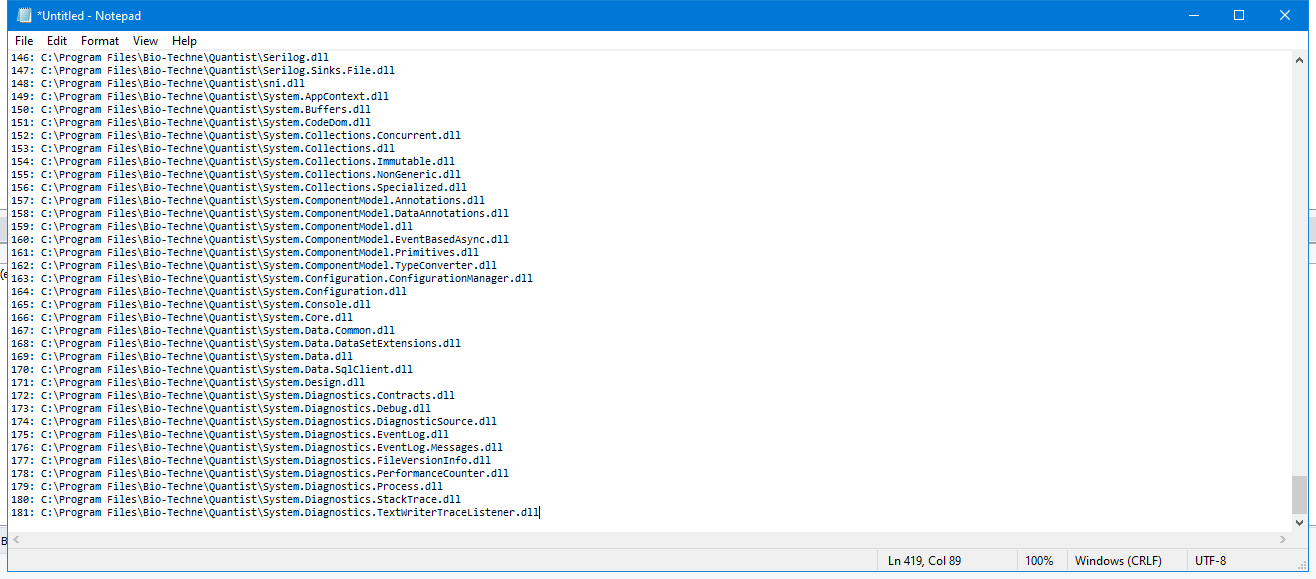 *Untitled - Notepad
File Edit Format View Help
146: C:\Program Files\Bio-Techne\Quantist\Serilog.dll
147: C:\Program Files\Bio-Techne\Quantist\Serilog.Sinks.File.dll
148: C:\Program Files\Bio-Techne\Quantist\sni.dll
149: C:\Program Files\Bio-Techne\Quantist\System.AppContext.dll
150: C:\Program Files\Bio-Techne\Quantist\System.Buffers.dll
151: C:\Program Files\Bio-Techne\Quantist\System.CodeDom.dll
152: C:\Program Files\Bio-Techne\Quantist\System.Collections.Concurrent.dll
153: C:\Program Files\Bio-Techne\Quantist\System.Collections.dll
154: C:\Program Files\Bio-Techne\Quantist\System.Collections.Immutable.dll
155: C:\Program Files\Bio-Techne\Quantist\System.Collections.NonGeneric.dll
156: C:\Program Files\Bio-Techne\Quantist\System.Collections.Specialized.dll
157: C:\Program Files\Bio-Techne\Quantist\System.ComponentModel.Annotations.dll
158: C:\Program Files\Bio-Techne\Quantist\System.ComponentModel.DataAnnotations.dll
159: C:\Program Files\Bio-Techne\Quantist\System.ComponentModel.dll
160: C:\Program Files\Bio-Techne\Quantist\System.ComponentModel.EventBasedAsync.dll
161: C:\Program Files\Bio-Techne\Quantist\System.ComponentModel.Primitives.dll
162: C:\Program Files\Bio-Techne\Quantist\System.ComponentModel.TypeConverter.dll
163: C:\Program Files\Bio-Techne\Quantist\System.Configuration.ConfigurationManager.dll
164: C:\Program Files\Bio-Techne\Quantist\System.Configuration.dll
165: C:\Program Files\Bio-Techne\Quantist\System.Console.dll
166: C:\Program Files\Bio-Techne\Quantist\System.Core.dll
167: C:\Program Files\Bio-Techne\Quantist\System.Data.Common.dll
168: C:\Program Files\Bio-Techne\Quantist\System.Data.DataSetExtensions.dll
169: C:\Program Files\Bio-Techne\Quantist\System.Data.dll
170: C:\Program Files\Bio-Techne\Quantist\System.Data.SqlClient.dll
171: C:\Program Files\Bio-Techne\Quantist\System.Design.dll
172: C:\Program Files\Bio-Techne\Quantist\System.Diagnostics.Contracts.dll
173: C:\Program Files\Bio-Techne\Quantist\System.Diagnostics.Debug.dll
174: C:\Program Files\Bio-Techne\Quantist\System.Diagnostics.DiagnosticSource.dll
175: C:\Program Files\Bio-Techne\Quantist\System.Diagnostics.EventLog.dll
176: C:\Program Files\Bio-Techne\Quantist\System.Diagnostics.EventLog.Messages.dll
177: C:\Program Files\Bio-Techne\Quantist\System.Diagnostics.FileVersionInfo.dll
178: C:\Program Files\Bio-Techne\Quantist\System.Diagnostics.PerformanceCounter.dll
179: C:\Program Files\Bio-Techne\Quantist\System.Diagnostics.Process.dll
180: C:\Program Files\Bio-Techne\Quantist\System.Diagnostics.StackTrace.dll
181: C:\Program Files\Bio-Techne\Quantist\System.Diagnostics.TextWriterTraceListener.dll
Ln 419, Col 89 100% Windows (CRLF) UTF-8